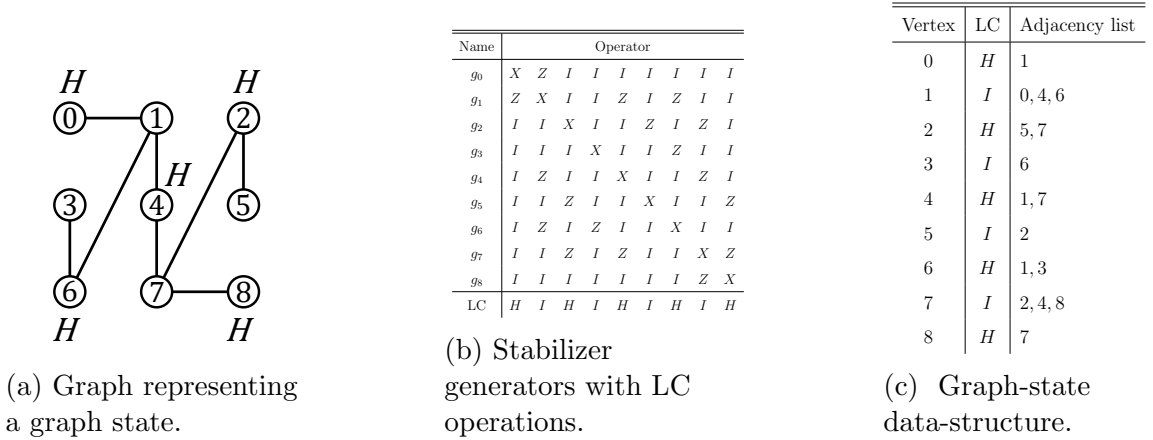 H H
0 1 2
H
3 4 5
6 7 8
H H
(a) Graph representing
a graph state.
Name Operator
g0 X Z I I I I I I I
g1 Z X I I Z I Z I I
g2 I I X I I Z I Z I
g3 I I I X I I Z I I
g4 I Z I I X I I Z I
g5 I I Z I I X I I Z
g6 I Z I Z I I X I I
g7 I I Z I Z I I X Z
g8 I I I I I I I Z X
LC H I H I H I H I H
(b) Stabilizer
generators with LC
operations.
Vertex LC Adjacency list
0 H 1
1 I 0, 4, 6
2 H 5, 7
3 I 6
4 H 1, 7
5 I 2
6 H 1, 3
7 I 2, 4, 8
8 H 7
(c) Graph-state
data-structure.